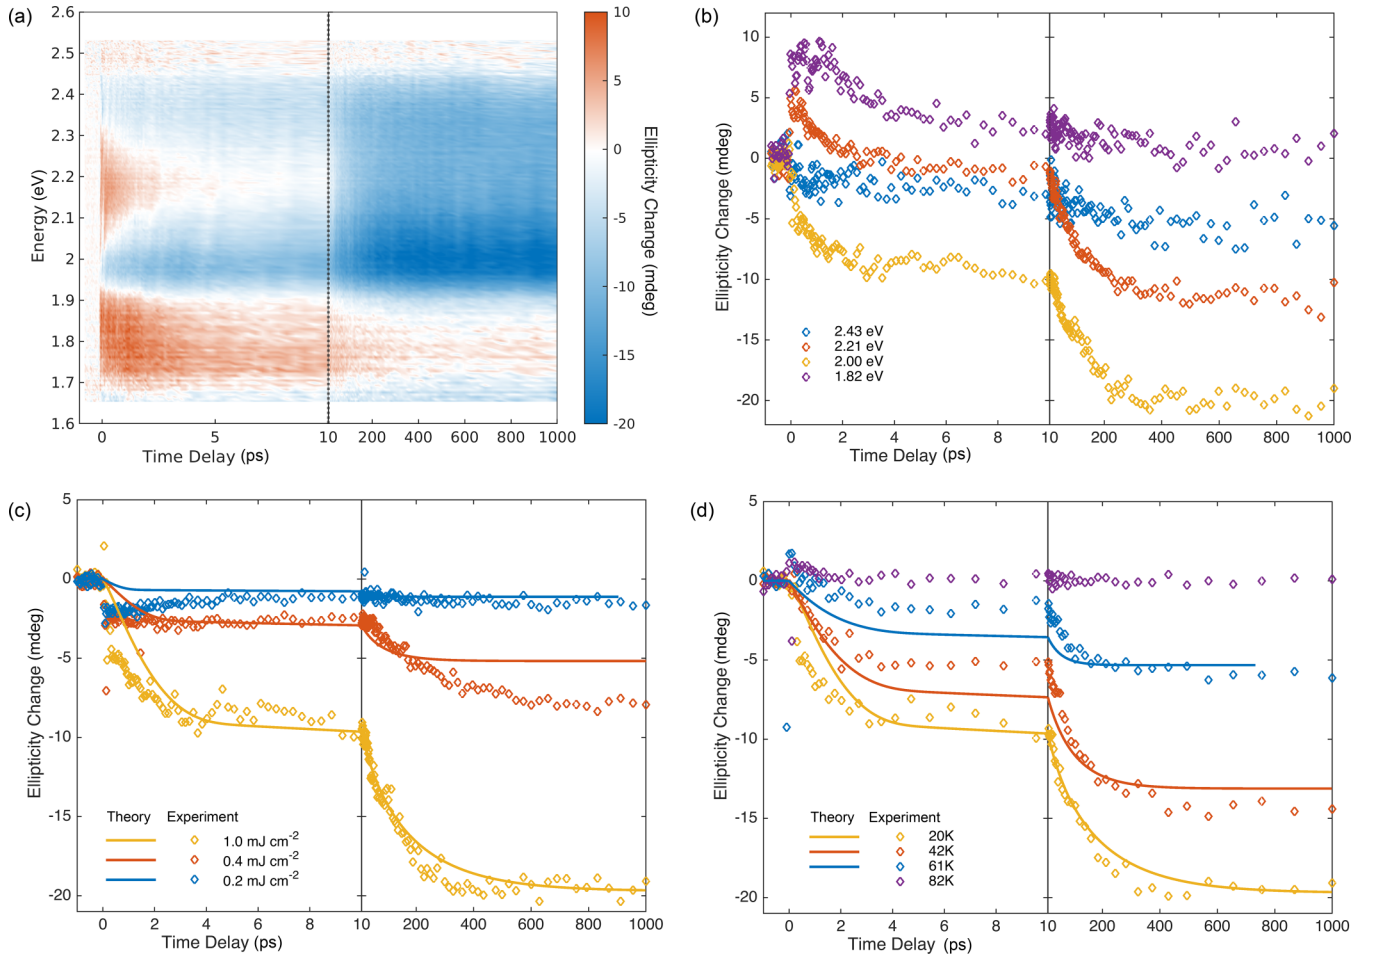 (a)
2.6
2.5
2.4
2.3
2.2
2.1
2
1.9
1.8
1.7
1.6
Energy (eV)
0 5 10 200 400 600 800 1000
Time Delay (ps)
10
5
0
-5
-10
-15
-20
Ellipticity Change (mdeg)
(b)
10
5
0
-5
-10
-15
-20
Ellipticity Change (mdeg)
2.43 eV
2.21 eV
2.00 eV
1.82 eV
0 2 4 6 8 10 200 400 600 800 1000
Time Delay (ps)
(c)
5
0
-5
-10
-15
-20
Ellipticity Change (mdeg)
Theory Experiment
1.0 mJ cm-2
0.4 mJ cm-2
0.2 mJ cm-2
0 2 4 6 8 10 200 400 600 800 1000
Time Delay (ps)
(d)
5
0
-5
-10
-15
-20
Ellipticity Change (mdeg)
Theory Experiment
20K
42K
61K
82K
0 2 4 6 8 10 200 400 600 800 1000
Time Delay (ps)